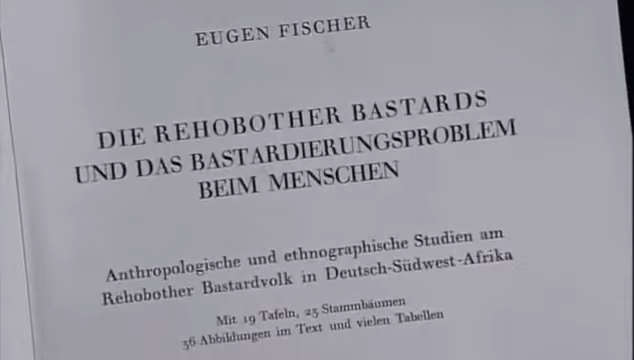 EUGEN FISCHER
DIE REHOBOTHER BASTARDS
UND DAS BASTARDIERUNGSPROBLEM
BEIM MENSCHEN
Anthropologische und ethnographische Studien am
Rehobother Bastardvolk in Deutsch-Südwest-Afrika
Mit 19 Tafeln, 23 Stammbäumen
36 Abbildungen im Text und vielen Tabellen